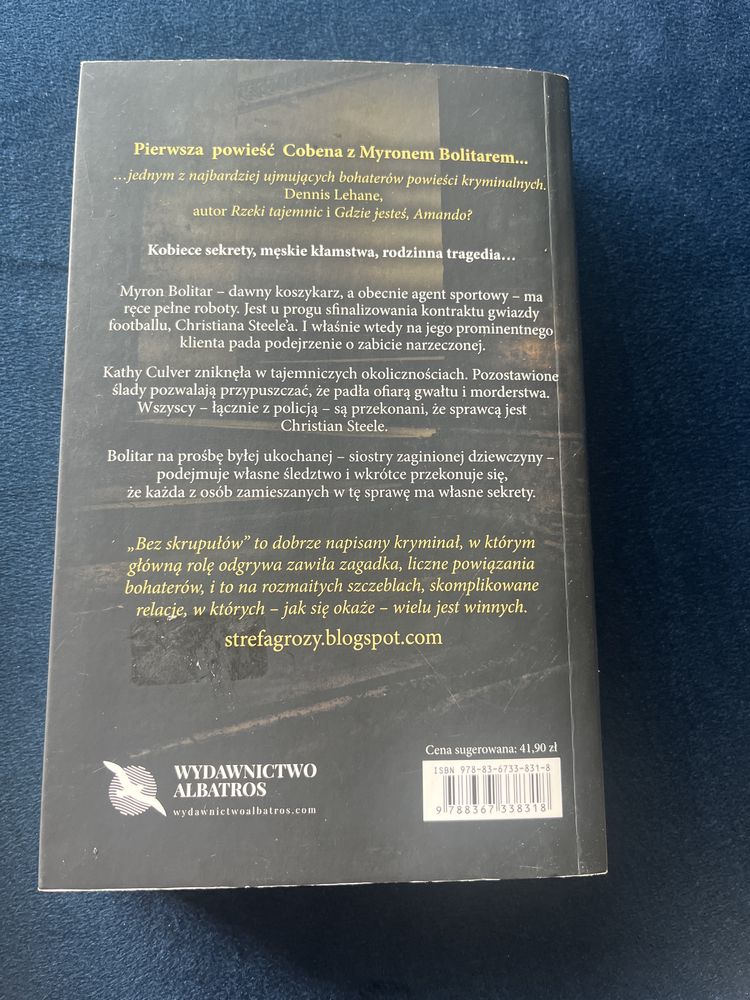 Pierwsza powieść Cobena z Myronem Bolitarem...
…jednym z najbardziej ujmujących bohaterów powieści kryminalnych.
Dennis Lehane,
autor Rzeki tajemnic i Gdzie jesteś, Amando?
Kobiece sekrety, męskie kłamstwa, rodzinna tragedia…
Myron Bolitar – dawny koszykarz, a obecnie agent sportowy – ma
ręce pełne roboty. Jest u progu sfinalizowania kontraktu gwiazdy
footballu, Christiana Steele’a. I właśnie wtedy na jego prominentnego
klienta pada podejrzenie o zabicie narzeczonej.
Kathy Culver zniknęła w tajemniczych okolicznościach. Pozostawione
ślady pozwalają przypuszczać, że padła ofiarą gwałtu i morderstwa.
Wszyscy – łącznie z policją – są przekonani, że sprawcą jest
Christian Steele.
Bolitar na prośbę byłej ukochanej – siostry zaginionej dziewczyny –
podejmuje własne śledztwo i wkrótce przekonuje się,
że każda z osób zamieszanych w tę sprawę ma własne sekrety.
„Bez skrupułów” to dobrze napisany kryminał, w którym
główną rolę odgrywa zawiła zagadka, liczne powiązania
bohaterów, i to na rozmaitych szczeblach, skomplikowane
relacje, w których – jak się okaże – wielu jest winnych.
strefagrozy.blogspot.com
Cena sugerowana: 41,90 zł
ISBN 978-83-6733-831-8
9 788367 338318
WYDAWNICTWO
ALBATROS
wydawnictwoalbatros.com